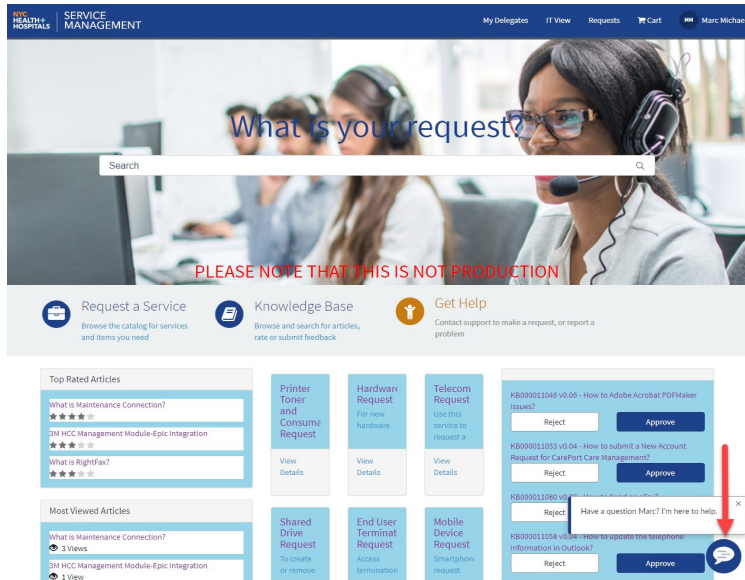 NYC
HEALTH+
HOSPITALS
SERVICE
MANAGEMENT
My Delegates
IT View
Requests
Cart
MM
Marc Michae
What is your request?
Search
PLEASE NOTE THAT THIS IS NOT PRODUCTION
Request a Service
Browse the catalog for services
and items you need
Knowledge Base
Browse and search for articles,
rate or submit feedback
Get Help
Contact support to make a request, or report a
problem
Top Rated Articles
What is Maintenance Connection?
3M HCC Management Module-Epic Integration
What is RightFax?
Most Viewed Articles
What is Maintenance Connection?
3 Views
3M HCC Management Module-Epic Integration
1 View
Printer
Toner
and
Consuma
Request
View
Details
Hardware
Request
For new
hardware
View
Details
Telecom
Request
Use this
service to
request a
View
Details
Shared
Drive
Request
To create
or remove
End User
Terminat
Request
Access
termination
Mobile
Device
Request
Smartphone
request
KB000011046 v0.06 - How to Adobe Acrobat PDFMaker
Issues?
Reject
Approve
KB000011053 v0.04 - How to submit a New Account
Request for CarePort Care Management?
Reject
Approve
KB000011080
Reject
Have a question Marc? I'm here to help.
KB000011058 v0.04 - How to update the telephone
information in Outlook?
Reject
Approve